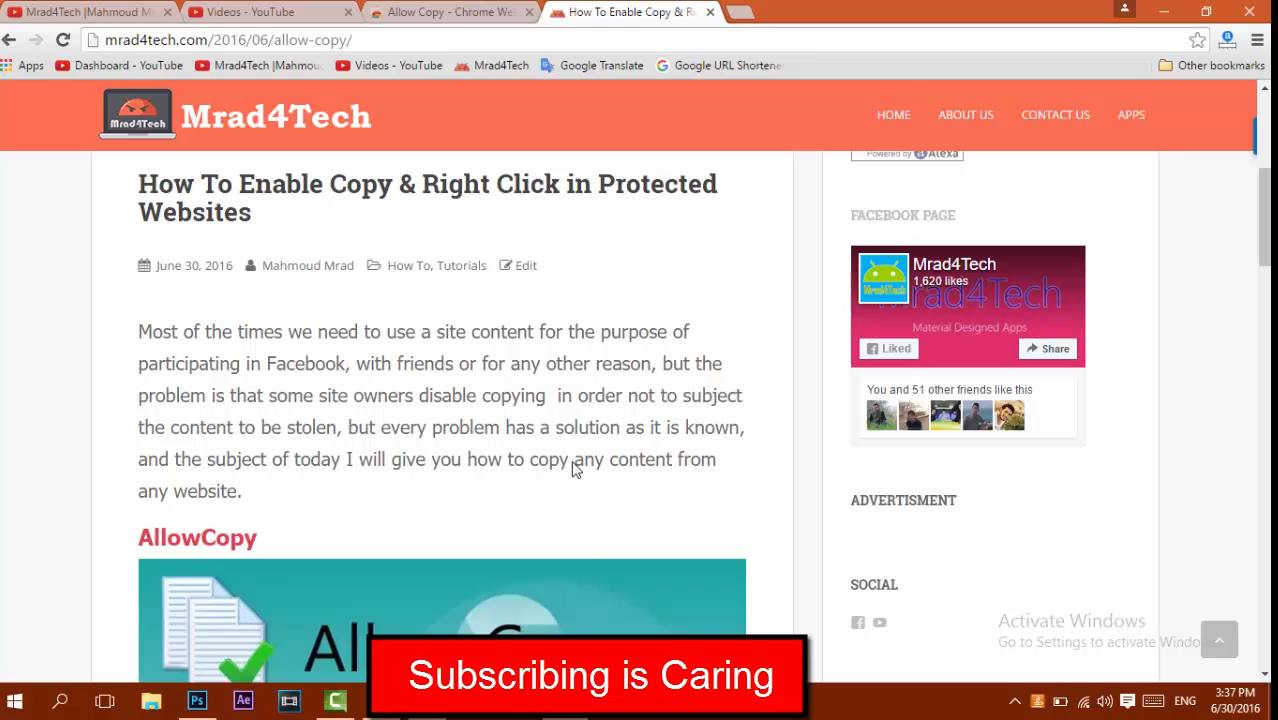 Mrad4Tech |Mahmoud M
Videos - YouTube
Allow Copy - Chrome We
How To Enable Copy & Ri
mrad4tech.com/2016/06/allow-copy/
Apps
Dashboard - YouTube
Mrad4Tech |Mahmou
Videos - YouTube
Mrad4Tech
Google Translate
Google URL Shortene
Other bookmarks
Mrad4Tech
Mrad4Tech
HOME
ABOUT US
CONTACT US
APPS
Powered by Alexa
How To Enable Copy & Right Click in Protected
Websites
June 30, 2016 Mahmoud Mrad How To, Tutorials Edit
Most of the times we need to use a site content for the purpose of
participating in Facebook, with friends or for any other reason, but the
problem is that some site owners disable copying in order not to subject
the content to be stolen, but every problem has a solution as it is known,
and the subject of today I will give you how to copy any content from
any website.
AllowCopy
FACEBOOK PAGE
Mrad4Tech
Mrad4Tech
1,620 likes
Material Designed Apps
Liked
Share
You and 51 other friends like this
ADVERTISMENT
SOCIAL
Activate Windows
Go to Settings to activate Windo
Subscribing is Caring
Ps
Ae
ENG
3:37 PM
6/30/2016